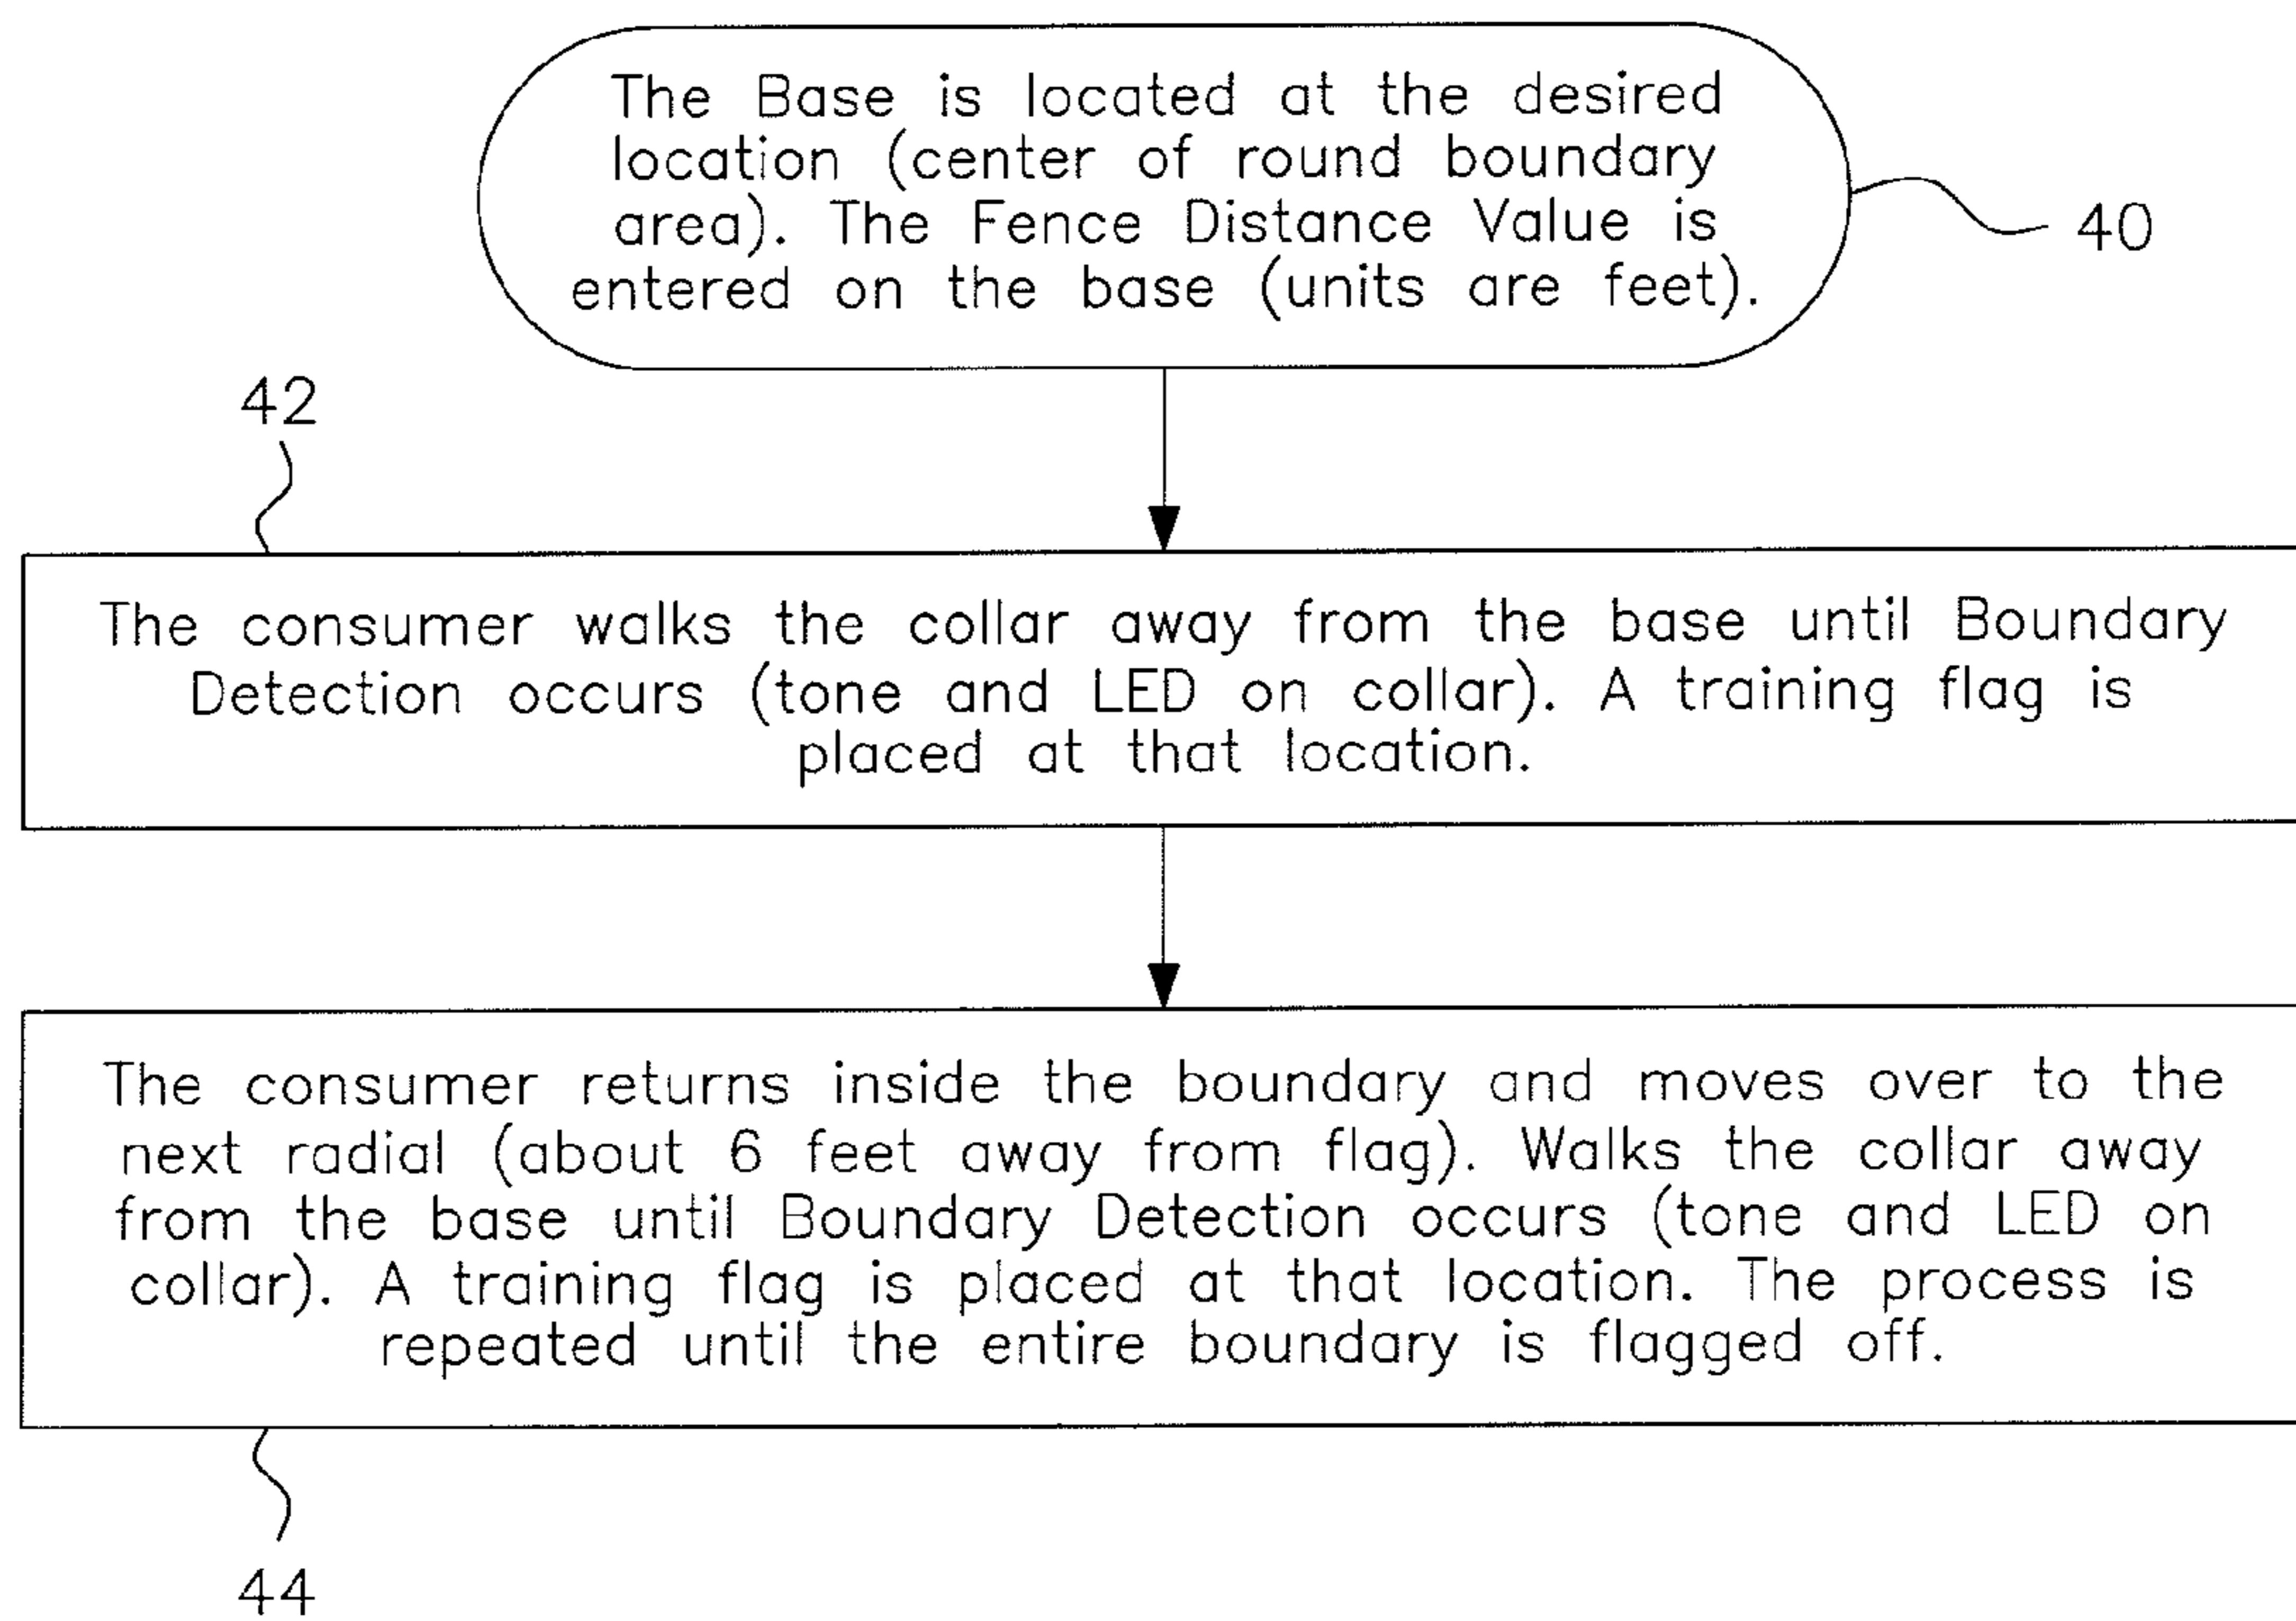 The Base is located at the desired
location (center of round boundary
area). The Fence Distance Value is
entered on the base (units are feet).
40
42
The consumer walks the collar away from the base until Boundary
Detection occurs (tone and LED on collar). A training flag is
placed at that location.
The consumer returns inside the boundary and moves over to the
next radial (about 6 feet away from flag). Walks the collar away
from the base until Boundary Detection occurs (tone and LED on
collar). A training flag is placed at that location. The process is
repeated until the entire boundary is flagged off.
44